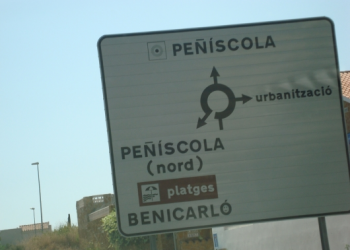 PEÑÍSCOLA
urbanització
PEÑÍSCOLA
(nord)
platges
BENICARLÓ